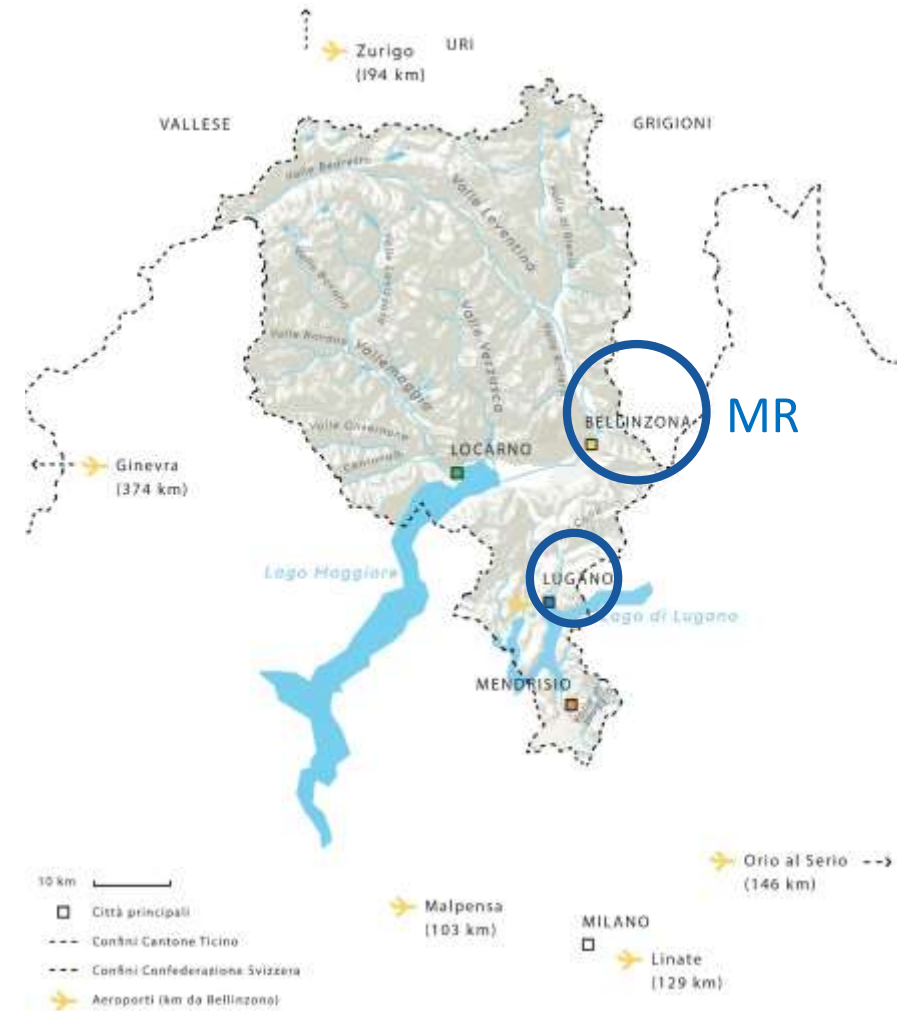 URI
Zurigo
(194 km)
VALLESE
GRIGIONI
Valle Bedretto
Valle Leventina
Valle di Blenio
Valle Bavona
Valle Lavizzara
Valle Rovana
Vallemaggia
Valle Verzasca
Valle Riviera
MR
BELLINZONA
Valle Onsernone
Centovalli
LOCARNO
Ginevra
(374 km)
Lago Maggiore
LUGANO
Lago di Lugano
MENDRISIO
Orio al Serio
(146 km)
Malpensa
(103 km)
MILANO
Linate
(129 km)
10 km
Città principali
Confini Cantone Ticino
Confini Confederazione Svizzera
Aeroporti (km da Bellinzona)